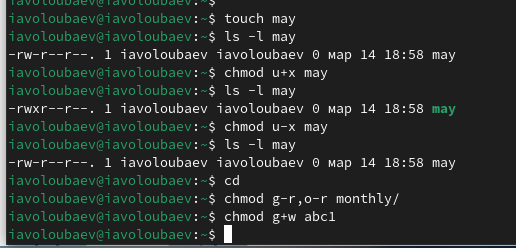 iavoloubaev@iavoloubaev:~$
iavoloubaev@iavoloubaev:~$ touch may
iavoloubaev@iavoloubaev:~$ ls -l may
-rw-r--r--. 1 iavoloubaev iavoloubaev 0 мар 14 18:58 may
iavoloubaev@iavoloubaev:~$ chmod u+x may
iavoloubaev@iavoloubaev:~$ ls -l may
-rwxr--r--. 1 iavoloubaev iavoloubaev 0 мар 14 18:58 may
iavoloubaev@iavoloubaev:~$ chmod u-x may
iavoloubaev@iavoloubaev:~$ ls -l may
-rw-r--r--. 1 iavoloubaev iavoloubaev 0 мар 14 18:58 may
iavoloubaev@iavoloubaev:~$ cd
iavoloubaev@iavoloubaev:~$ chmod g-r,o-r monthly/
iavoloubaev@iavoloubaev:~$ chmod g+w abc1
iavoloubaev@iavoloubaev:~$